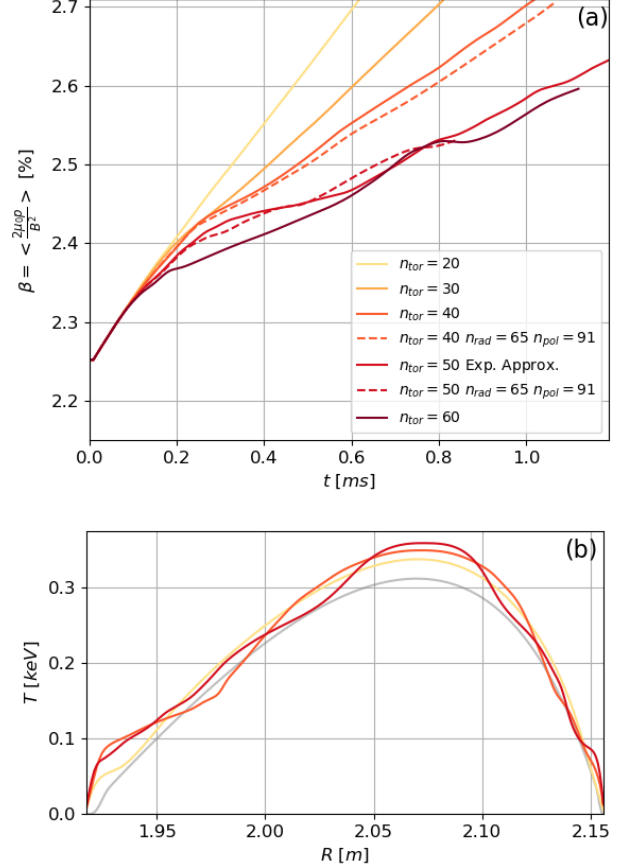 (a)
2.7
2.6
2.5
2.4
2.3
2.2
β = < 2μ₀p / B² > [%]
n_tor = 20
n_tor = 30
n_tor = 40
n_tor = 40 n_rad = 65 n_pol = 91
n_tor = 50 Exp. Approx.
n_tor = 50 n_rad = 65 n_pol = 91
n_tor = 60
0.0 0.2 0.4 0.6 0.8 1.0
t [ms]
(b)
0.3
0.2
0.1
0.0
T [keV]
1.95 2.00 2.05 2.10 2.15
R [m]